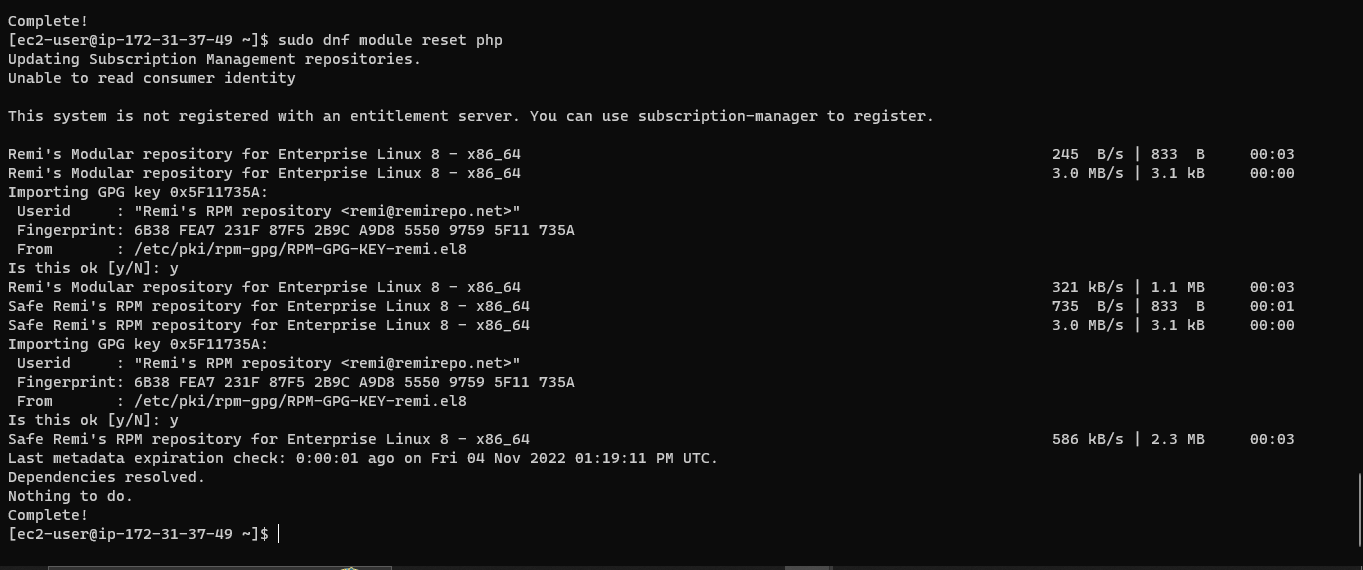 Complete!
[ec2-user@ip-172-31-37-49 ~]$ sudo dnf module reset php
Updating Subscription Management repositories.
Unable to read consumer identity
This system is not registered with an entitlement server. You can use subscription-manager to register.
Remi's Modular repository for Enterprise Linux 8 - x86_64 245 B/s | 833 B 00:03
Remi's Modular repository for Enterprise Linux 8 - x86_64 3.0 MB/s | 3.1 kB 00:00
Importing GPG key 0x5F11735A:
Userid : "Remi's RPM repository <remi@remirepo.net>"
Fingerprint: 6B38 FEA7 231F 87F5 2B9C A9D8 5550 9759 5F11 735A
From : /etc/pki/rpm-gpg/RPM-GPG-KEY-remi.el8
Is this ok [y/N]: y
Remi's Modular repository for Enterprise Linux 8 - x86_64 321 kB/s | 1.1 MB 00:03
Safe Remi's RPM repository for Enterprise Linux 8 - x86_64 735 B/s | 833 B 00:01
Safe Remi's RPM repository for Enterprise Linux 8 - x86_64 3.0 MB/s | 3.1 kB 00:00
Importing GPG key 0x5F11735A:
Userid : "Remi's RPM repository <remi@remirepo.net>"
Fingerprint: 6B38 FEA7 231F 87F5 2B9C A9D8 5550 9759 5F11 735A
From : /etc/pki/rpm-gpg/RPM-GPG-KEY-remi.el8
Is this ok [y/N]: y
Safe Remi's RPM repository for Enterprise Linux 8 - x86_64 586 kB/s | 2.3 MB 00:03
Last metadata expiration check: 0:00:01 ago on Fri 04 Nov 2022 01:19:11 PM UTC.
Dependencies resolved.
Nothing to do.
Complete!
[ec2-user@ip-172-31-37-49 ~]$